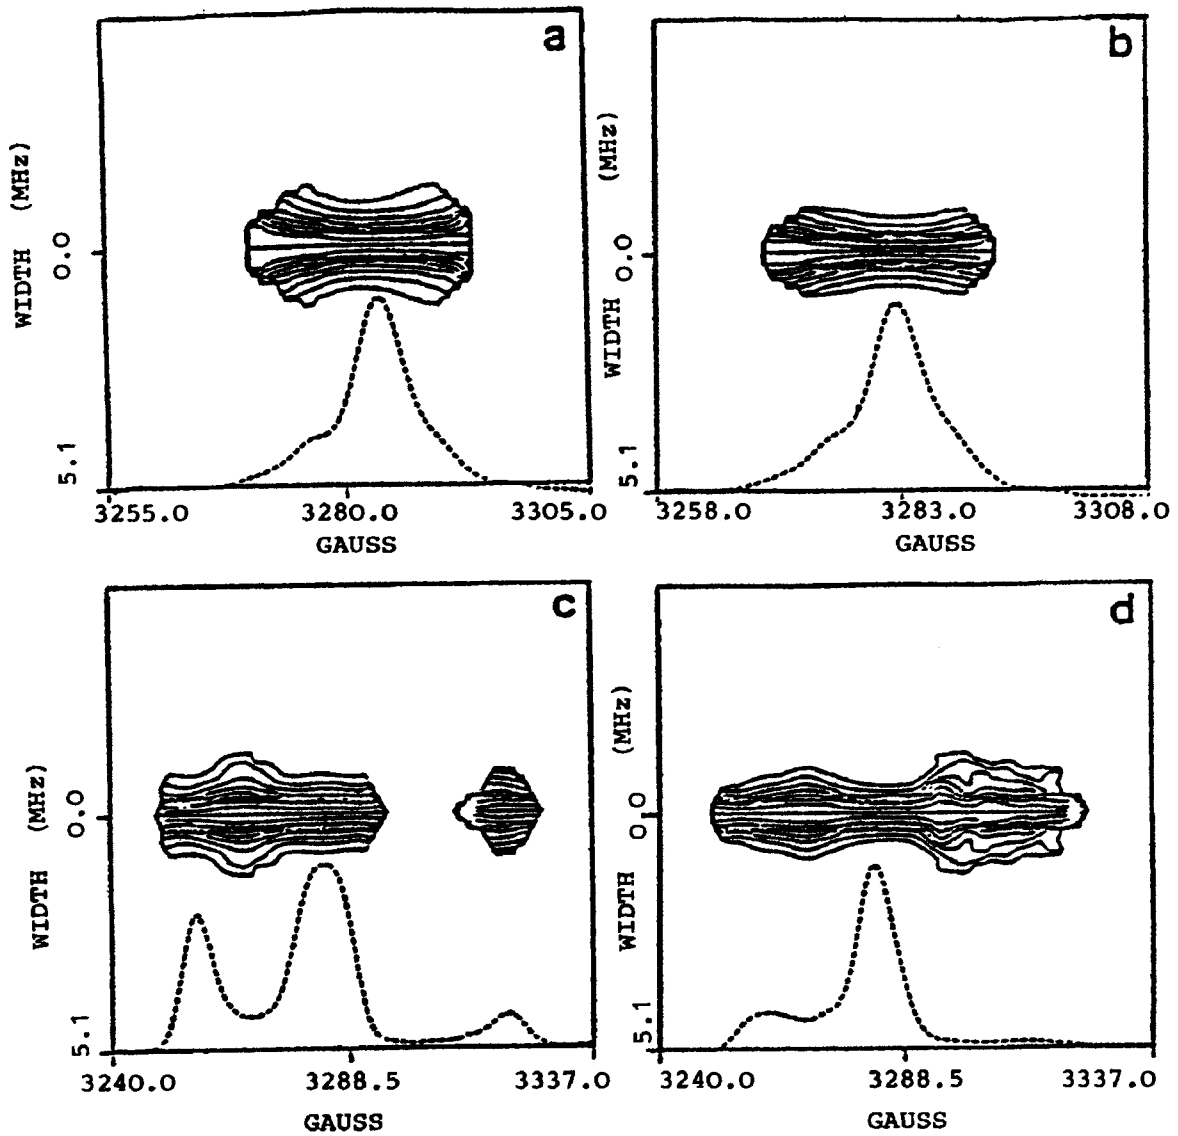 a
WIDTH (MHz)
0.0
5.1
3255.0 3280.0 3305.0
GAUSS
b
WIDTH (MHz)
0.0
5.1
3258.0 3283.0 3308.0
GAUSS
c
WIDTH (MHz)
0.0
5.1
3240.0 3288.5 3337.0
GAUSS
d
WIDTH (MHz)
0.0
5.1
3240.0 3288.5 3337.0
GAUSS